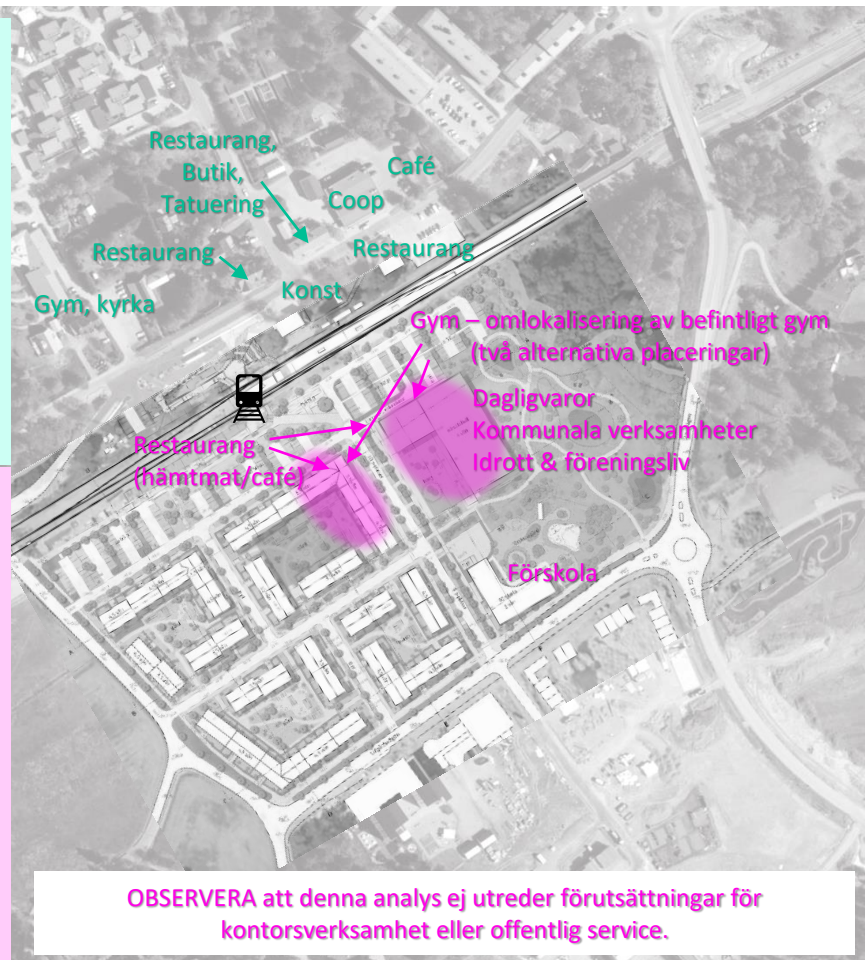 Restaurang,
Butik,
Tatuering
Café
Coop
Restaurang
Restaurang
Konst
Gym, kyrka
Gym – omlokalisering av befintligt gym
(två alternativa placeringar)
Dagligvaror
Kommunala verksamheter
Idrott & föreningsliv
Restaurang
(hämtmat/café)
Förskola
OBSERVERA att denna analys ej utreder förutsättningar för
kontorsverksamhet eller offentlig service.